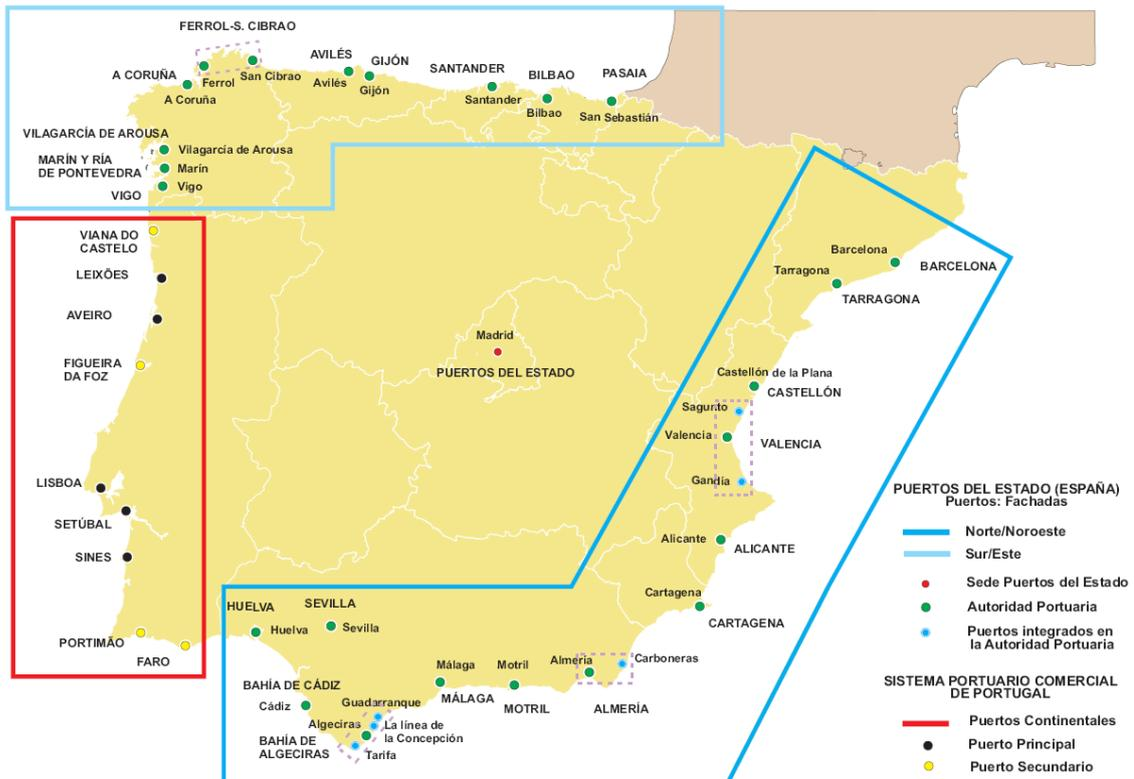 FERROL-S. CIBRAO
AVILÉS
GIJÓN
SANTANDER
BILBAO
PASAIA
A CORUÑA
Ferrol
San Cibrao
Avilés
Gijón
A Coruña
Santander
Bilbao
San Sebastián
VILAGARCÍA DE AROUSA
Vilagarcía de Arousa
MARÍN Y RÍA
DE PONTEVEDRA
Marín
VIGO
Vigo
VIANA DO
CASTELO
LEIXÕES
AVEIRO
FIGUEIRA
DA FOZ
LISBOA
SETÚBAL
SINES
PORTIMÃO
FARO
Madrid
PUERTOS DEL ESTADO
Barcelona
BARCELONA
Tarragona
TARRAGONA
Castellón de la Plana
CASTELLÓN
Sagunto
Valencia
VALENCIA
Gandía
Alicante
ALICANTE
Cartagena
CARTAGENA
HUELVA
Huelva
SEVILLA
Sevilla
Málaga
MÁLAGA
Motril
MOTRIL
Almería
Carboneras
ALMERÍA
BAHÍA DE CÁDIZ
Cádiz
Guadarranque
Algeciras
La línea de
la Concepción
BAHÍA DE
ALGECIRAS
Tarifa
PUERTOS DEL ESTADO (ESPAÑA)
Puertos: Fachadas
Norte/Noroeste
Sur/Este
Sede Puertos del Estado
Autoridad Portuaria
Puertos integrados en
la Autoridad Portuaria
SISTEMA PORTUARIO COMERCIAL
DE PORTUGAL
Puertos Continentales
Puerto Principal
Puerto Secundario